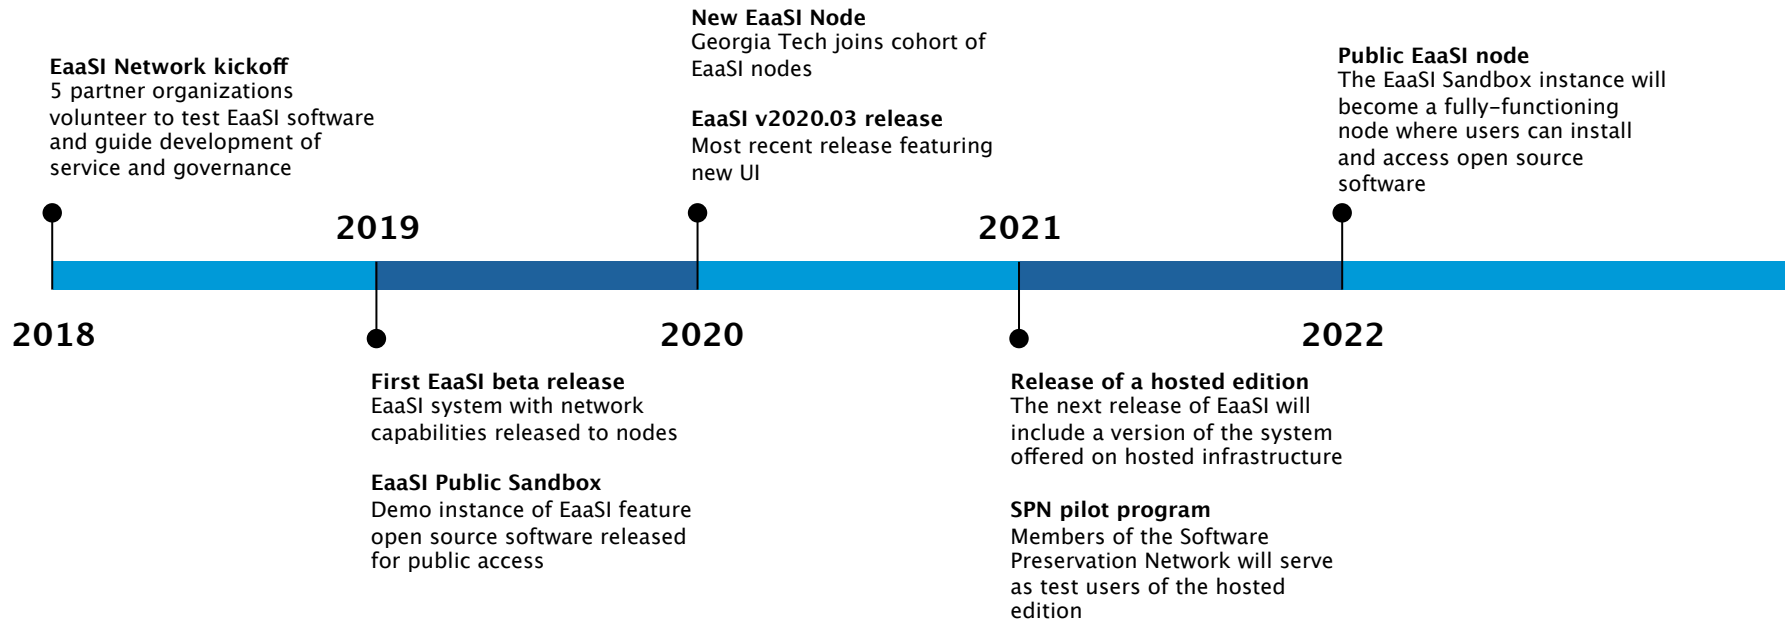 EaaSI Network kickoff
5 partner organizations
volunteer to test EaaSI software
and guide development of
service and governance
New EaaSI Node
Georgia Tech joins cohort of
EaaSI nodes
EaaSI v2020.03 release
Most recent release featuring
new UI
Public EaaSI node
The EaaSI Sandbox instance will
become a fully-functioning
node where users can install
and access open source
software
2019
2021
2018
2020
2022
First EaaSI beta release
EaaSI system with network
capabilities released to nodes
EaaSI Public Sandbox
Demo instance of EaaSI feature
open source software released
for public access
Release of a hosted edition
The next release of EaaSI will
include a version of the system
offered on hosted infrastructure
SPN pilot program
Members of the Software
Preservation Network will serve
as test users of the hosted
edition